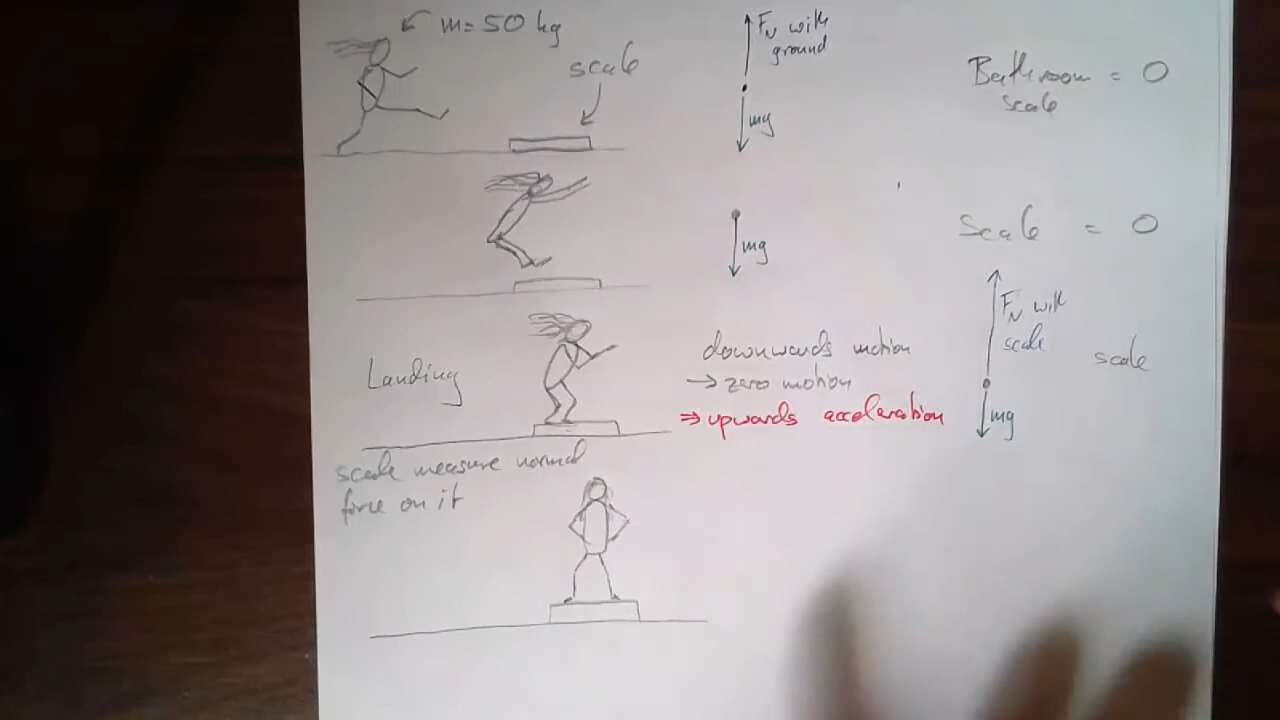 m = 50 kg
scale
F_N with
ground
mg
Bathroom = 0
scale
mg
Scale = 0
Landing
downwards motion
→ zero motion
⇒ upwards acceleration
F_N with
scale
mg
scale
scale measure normal
force on it